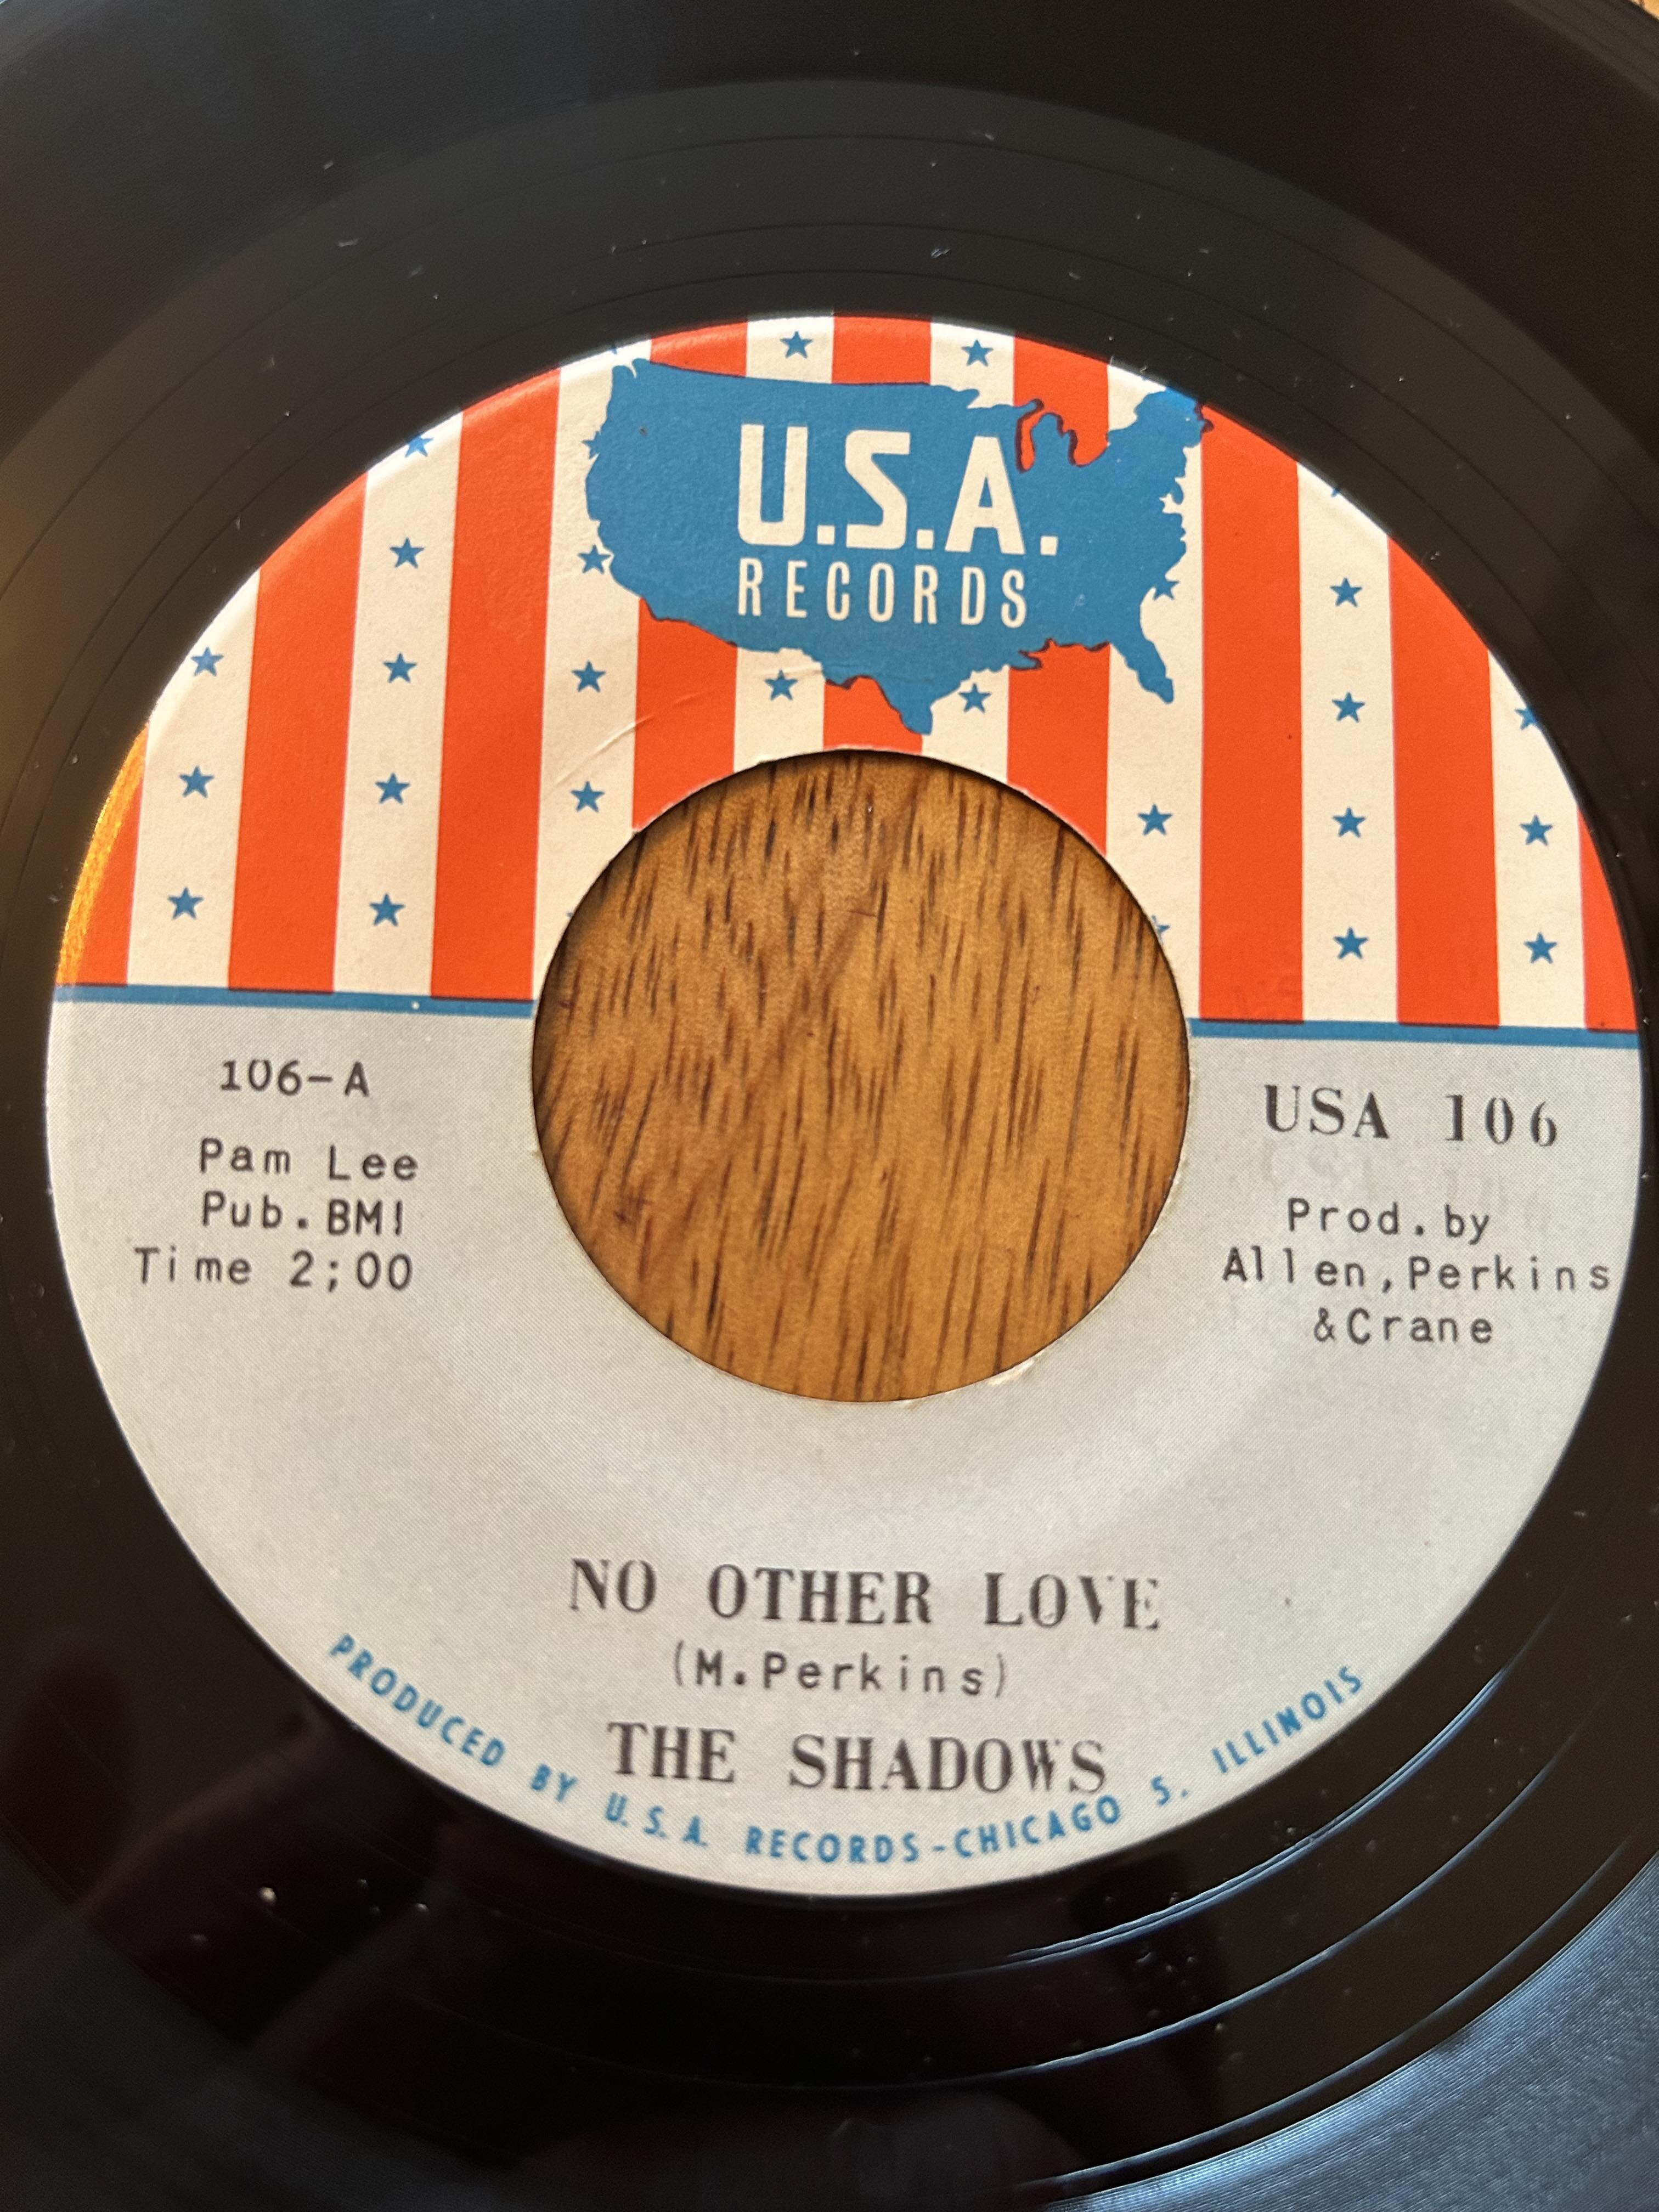 U.S.A.
RECORDS
106-A
Pam Lee
Pub.BMI
Time 2;00
USA 106
Prod.by
Allen,Perkins
&Crane
NO OTHER LOVE
(M.Perkins)
THE SHADOWS
PRODUCED BY U.S.A. RECORDS-CHICAGO 5, ILLINOIS